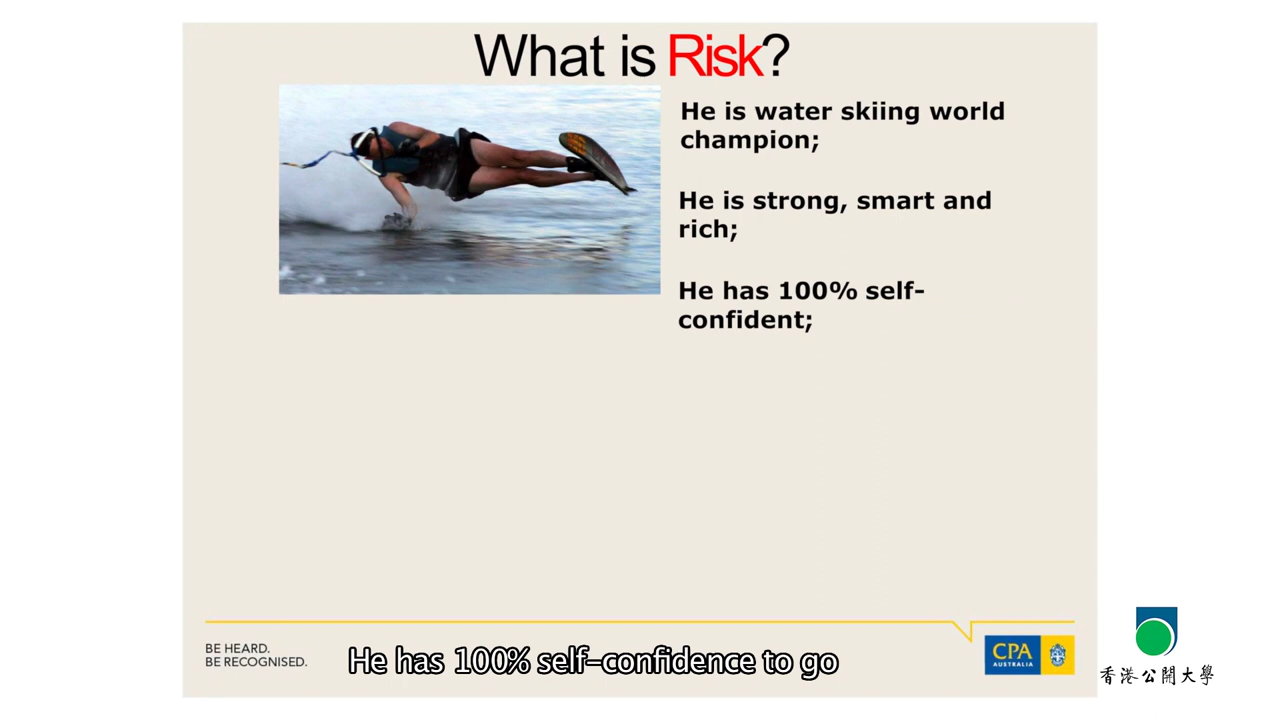 What is Risk?
He is water skiing world
champion;
He is strong, smart and
rich;
He has 100% self-
confident;
BE HEARD.
BE RECOGNISED.
He has 100% self-confidence to go
CPA
AUSTRALIA
香港公開大學